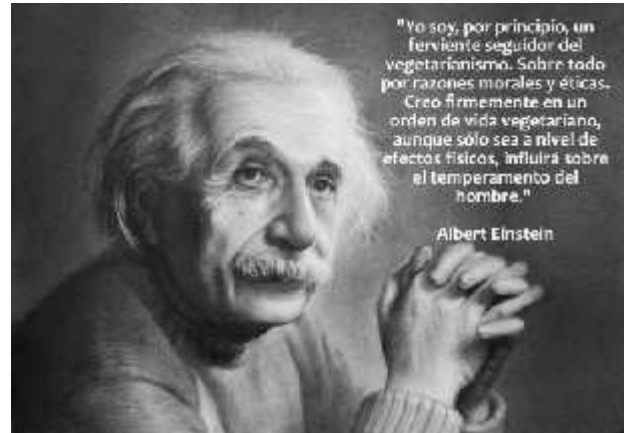 "Yo soy, por principio, un
ferviente seguidor del
vegetarianismo. Sobre todo
por razones morales y éticas.
Creo firmemente en un
orden de vida vegetariano,
aunque sólo sea a nivel de
efectos físicos, influirá sobre
el temperamento del
hombre."
Albert Einstein